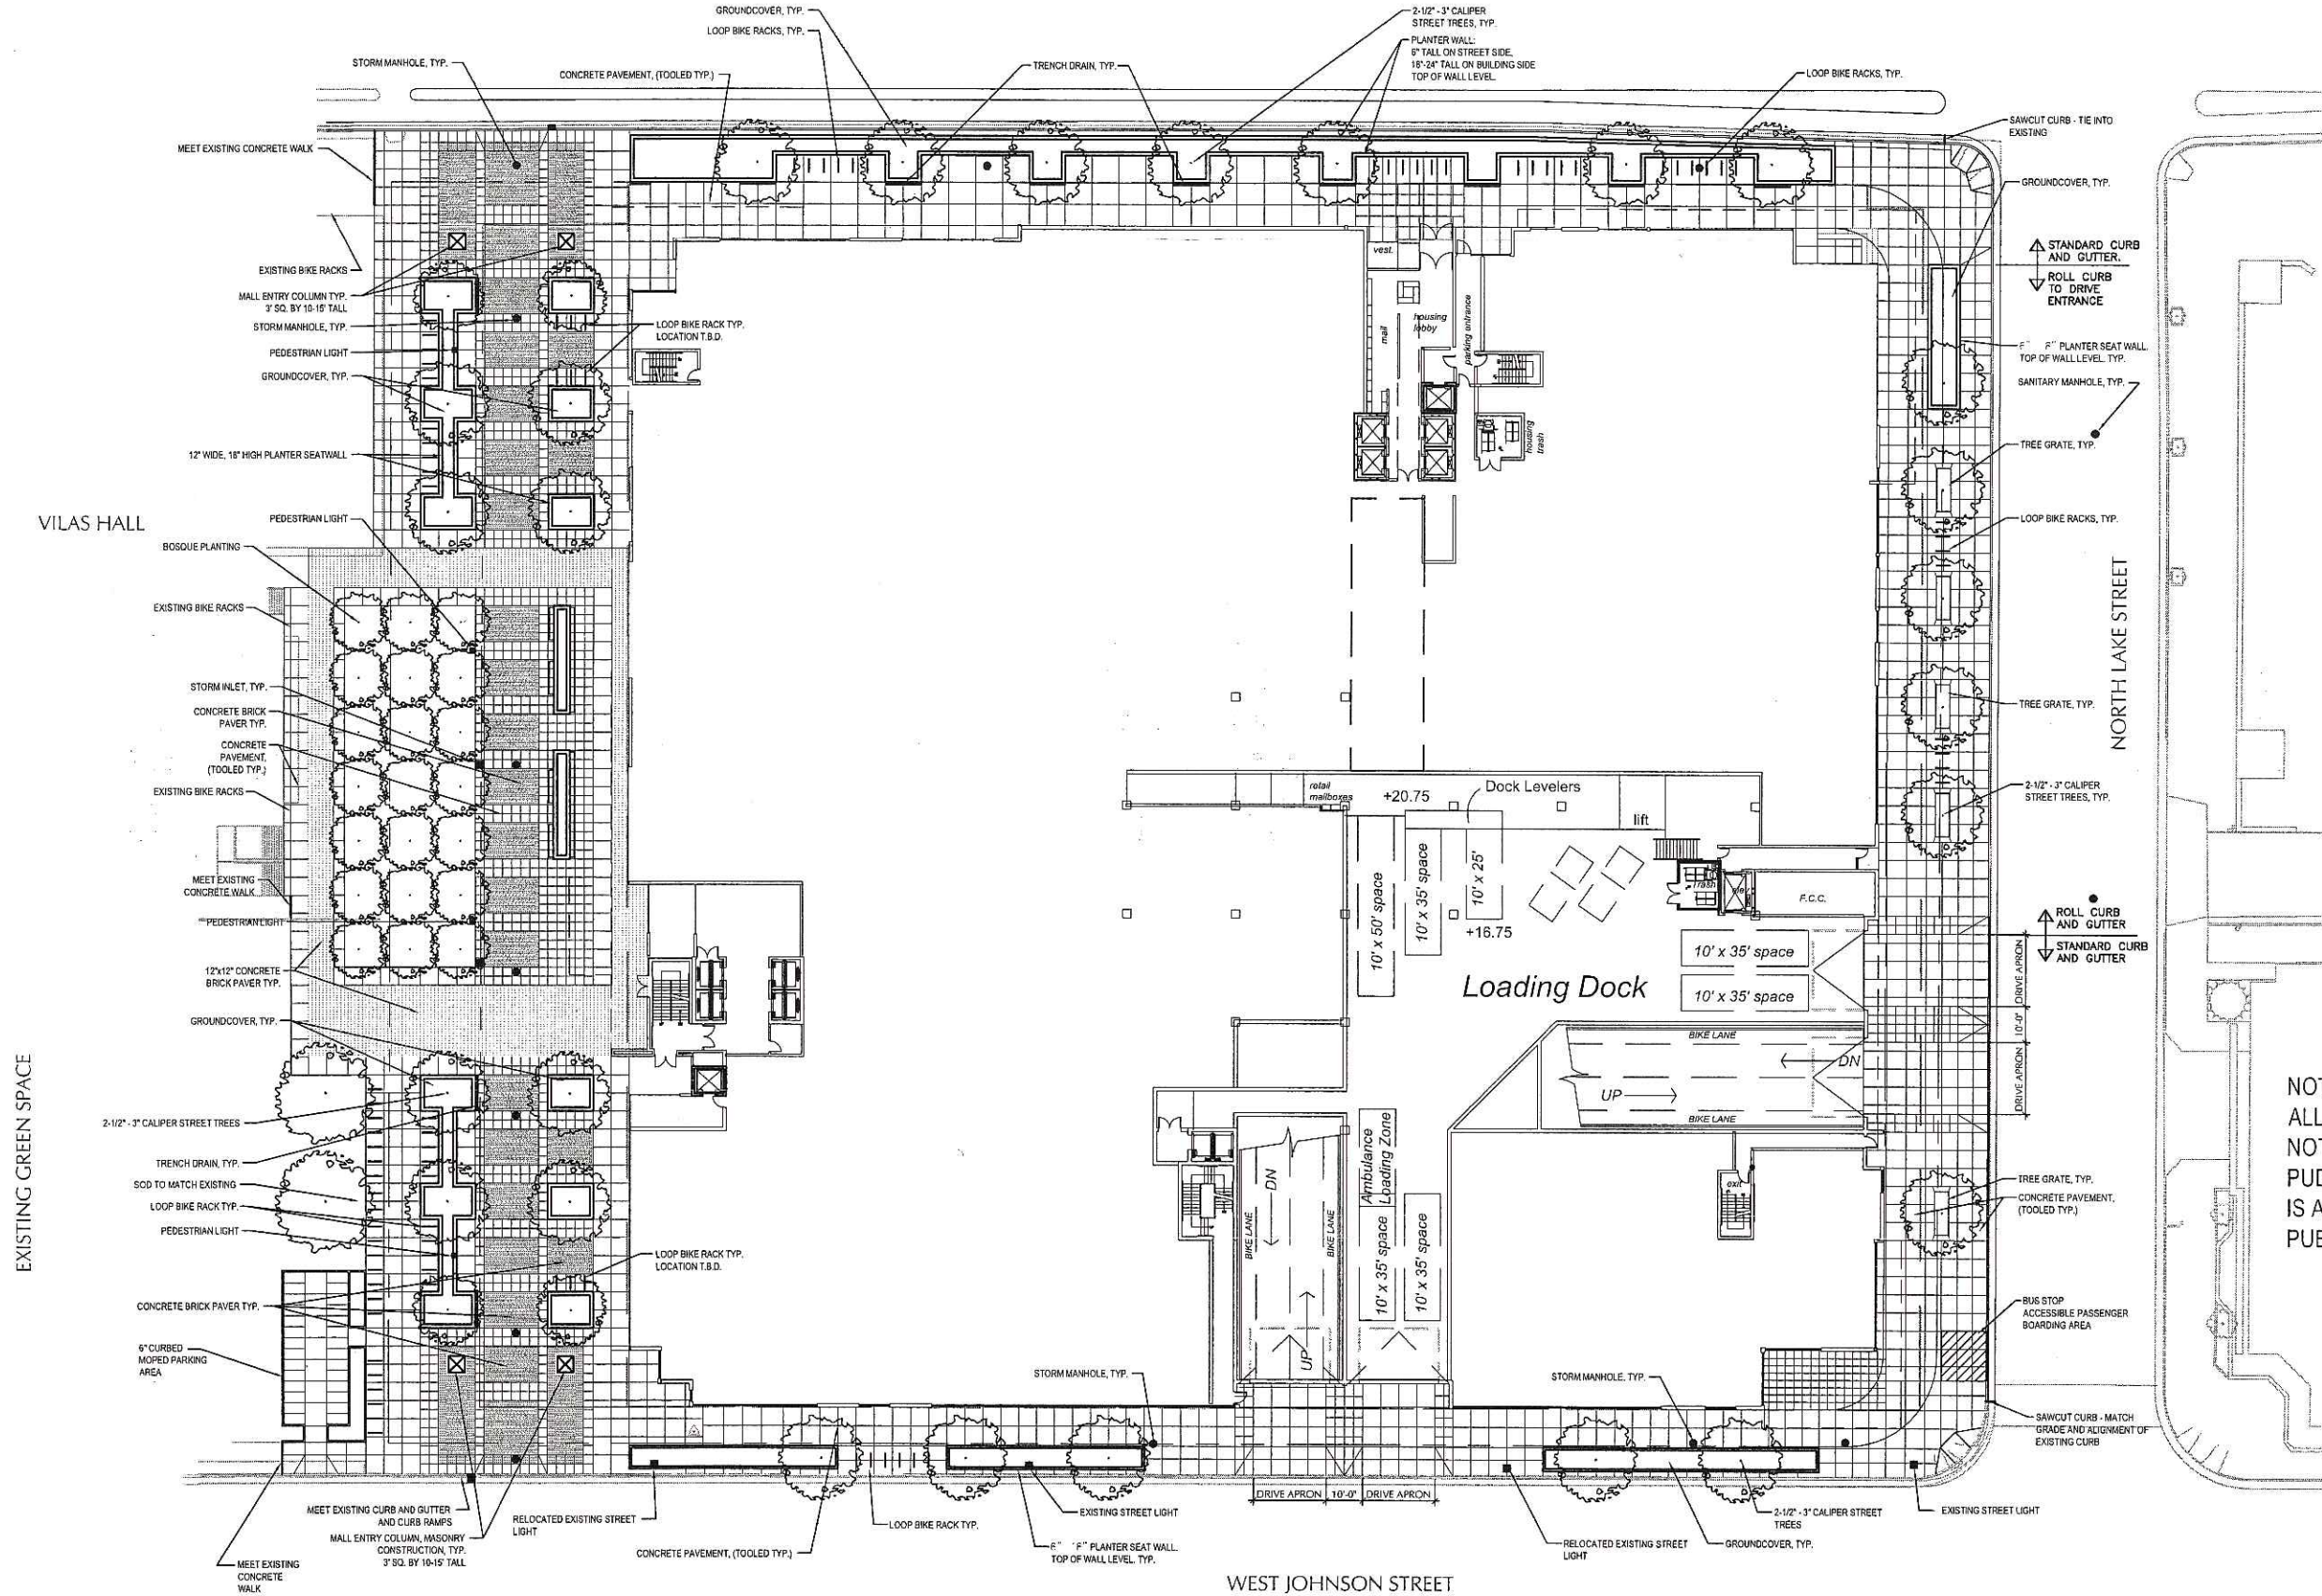 GROUNDCOVER, TYP.
LOOP BIKE RACKS, TYP.
2-1/2" - 3" CALIPER
STREET TREES, TYP.
PLANTER WALL:
6" TALL ON STREET SIDE,
18"-24" TALL ON BUILDING SIDE
TOP OF WALL LEVEL.
STORM MANHOLE, TYP.
CONCRETE PAVEMENT, (TOOLED TYP.)
TRENCH DRAIN, TYP.
LOOP BIKE RACKS, TYP.
SAWCUT CURB - TIE INTO
EXISTING
MEET EXISTING CONCRETE WALK
GROUNDCOVER, TYP.
EXISTING BIKE RACKS
MALL ENTRY COLUMN TYP.
3' SQ. BY 10-15' TALL
STORM MANHOLE, TYP.
PEDESTRIAN LIGHT
GROUNDCOVER, TYP.
LOOP BIKE RACK TYP.
LOCATION T.B.D.
vest.
mail
housing
lobby
parking entrance
housing
trash
STANDARD CURB
AND GUTTER.
ROLL CURB
TO DRIVE
ENTRANCE
PLANTER SEAT WALL.
TOP OF WALL LEVEL. TYP.
SANITARY MANHOLE, TYP.
TREE GRATE, TYP.
12" WIDE, 18" HIGH PLANTER SEATWALL
VILAS HALL
PEDESTRIAN LIGHT
LOOP BIKE RACKS, TYP.
BOSQUE PLANTING
EXISTING BIKE RACKS
NORTH LAKE STREET
STORM INLET, TYP.
CONCRETE BRICK
PAVER TYP.
CONCRETE
PAVEMENT,
(TOOLED TYP.)
EXISTING BIKE RACKS
TREE GRATE, TYP.
2-1/2" - 3" CALIPER
STREET TREES, TYP.
retail
mailboxes
+20.75
Dock Levelers
lift
10' x 50' space
10' x 35' space
10' x 25'
+16.75
Trash
F.C.C.
MEET EXISTING
CONCRETE WALK
PEDESTRIAN LIGHT
ROLL CURB
AND GUTTER
STANDARD CURB
AND GUTTER
10' x 35' space
10' x 35' space
Loading Dock
12"x12" CONCRETE
BRICK PAVER TYP.
GROUNDCOVER, TYP.
DRIVE APRON
10'-0"
DRIVE APRON
BIKE LANE
DN
UP
BIKE LANE
EXISTING GREEN SPACE
2-1/2" - 3" CALIPER STREET TREES
TRENCH DRAIN, TYP.
SOD TO MATCH EXISTING
LOOP BIKE RACK TYP.
PEDESTRIAN LIGHT
LOOP BIKE RACK TYP.
LOCATION T.B.D.
BIKE LANE
DN
BIKE LANE
UP
Ambulance
Loading Zone
10' x 35' space
10' x 35' space
exit
TREE GRATE, TYP.
CONCRETE PAVEMENT,
(TOOLED TYP.)
IS A
CONCRETE BRICK PAVER TYP.
6" CURBED
MOPED PARKING
AREA
BUS STOP
ACCESSIBLE PASSENGER
BOARDING AREA
STORM MANHOLE, TYP.
STORM MANHOLE, TYP.
SAWCUT CURB - MATCH
GRADE AND ALIGNMENT OF
EXISTING CURB
DRIVE APRON
10'-0"
DRIVE APRON
MEET EXISTING CURB AND GUTTER
AND CURB RAMPS
MALL ENTRY COLUMN, MASONRY
CONSTRUCTION, TYP.
3' SQ. BY 10-15' TALL
MEET EXISTING
CONCRETE
WALK
RELOCATED EXISTING STREET
LIGHT
CONCRETE PAVEMENT, (TOOLED TYP.)
LOOP BIKE RACK TYP.
EXISTING STREET LIGHT
PLANTER SEAT WALL.
TOP OF WALL LEVEL. TYP.
RELOCATED EXISTING STREET
LIGHT
2-1/2" - 3" CALIPER STREET
TREES
GROUNDCOVER, TYP.
EXISTING STREET LIGHT
WEST JOHNSON STREET